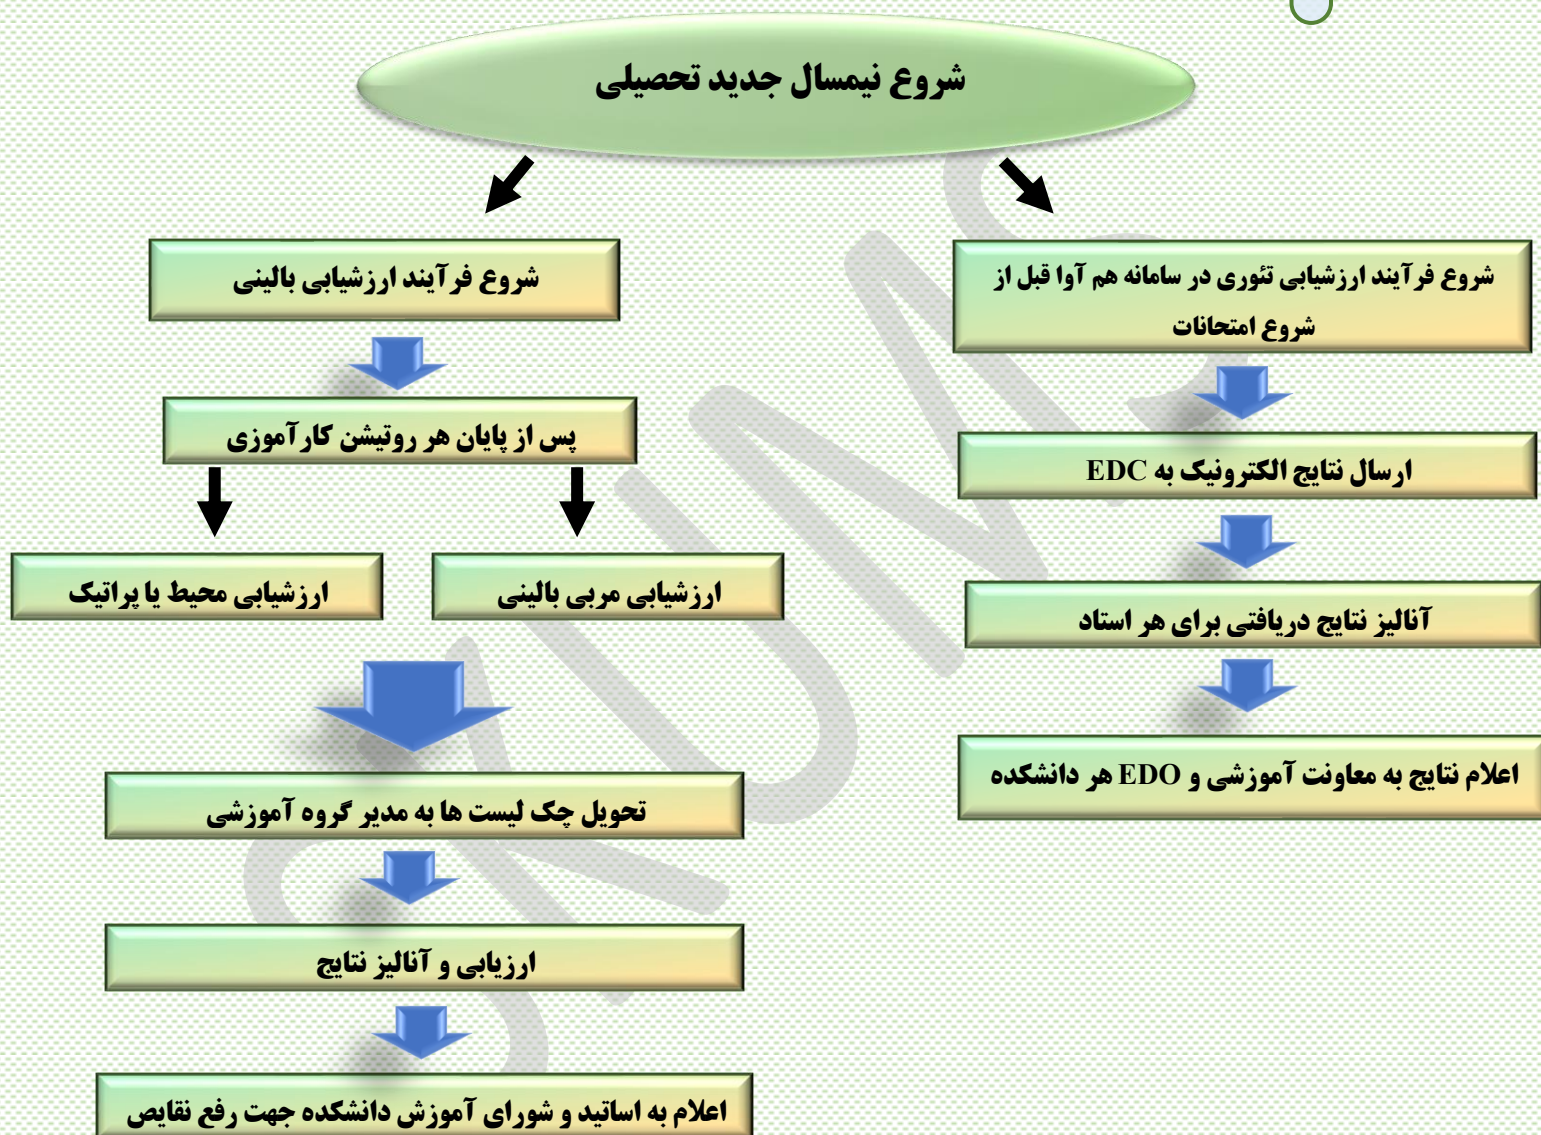 شروع نیمسال جدید تحصیلی
شروع فرآیند ارزشیابی تئوری در سامانه هم آوا قبل از
شروع امتحانات
ارسال نتایج الکترونیک به EDC
آنالیز نتایج دریافتی برای هر استاد
اعلام نتایج به معاونت آموزشی و EDO هر دانشکده
شروع فرآیند ارزشیابی بالینی
پس از پایان هر روتیشن کارآموزی
ارزشیابی مربی بالینی
ارزشیابی محیط یا پراتیک
تحویل چک لیست ها به مدیر گروه آموزشی
ارزیابی و آنالیز نتایج
اعلام به اساتید و شورای آموزش دانشکده جهت رفع نقایص
SKUMS